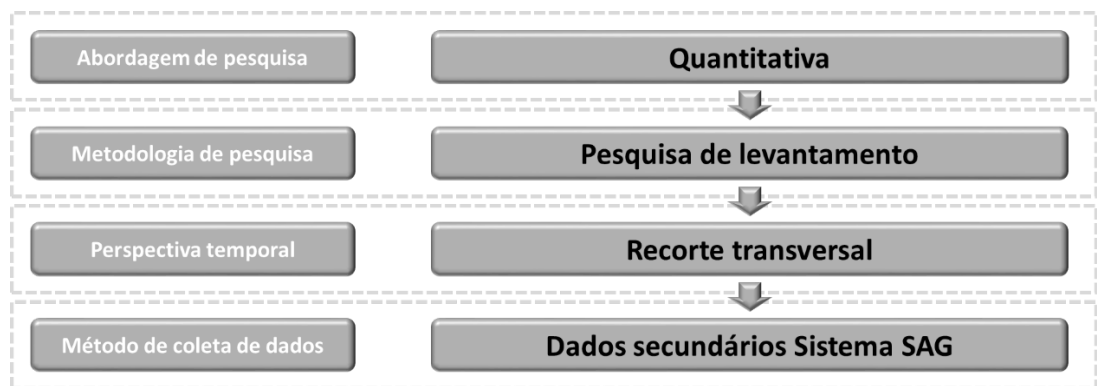 Abordagem de pesquisa
Quantitativa
Metodologia de pesquisa
Pesquisa de levantamento
Perspectiva temporal
Recorte transversal
Método de coleta de dados
Dados secundários Sistema SAG